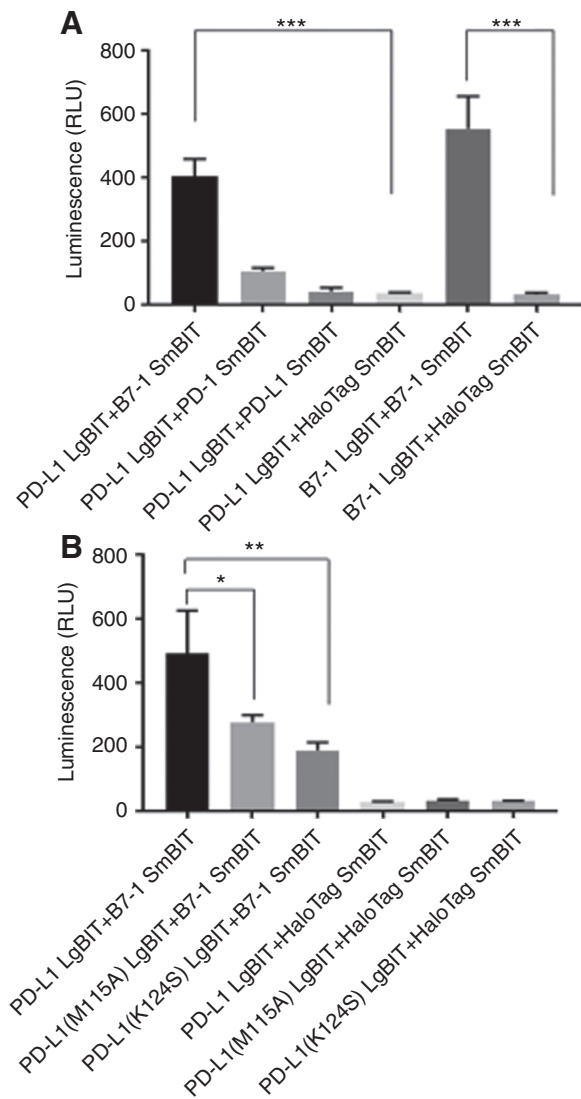 A
***
***
Luminescence (RLU)
800
600
400
200
0
PD-L1 LgBIT+B7-1 SmBIT
PD-L1 LgBIT+PD-1 SmBIT
PD-L1 LgBIT+PD-L1 SmBIT
PD-L1 LgBIT+HaloTag SmBIT
B7-1 LgBIT+B7-1 SmBIT
B7-1 LgBIT+HaloTag SmBIT
B
**
*
Luminescence (RLU)
800
600
400
200
0
PD-L1 LgBIT+B7-1 SmBIT
PD-L1(M115A) LgBIT+B7-1 SmBIT
PD-L1(K124S) LgBIT+B7-1 SmBIT
PD-L1 LgBIT+HaloTag SmBIT
PD-L1(M115A) LgBIT+HaloTag SmBIT
PD-L1(K124S) LgBIT+HaloTag SmBIT